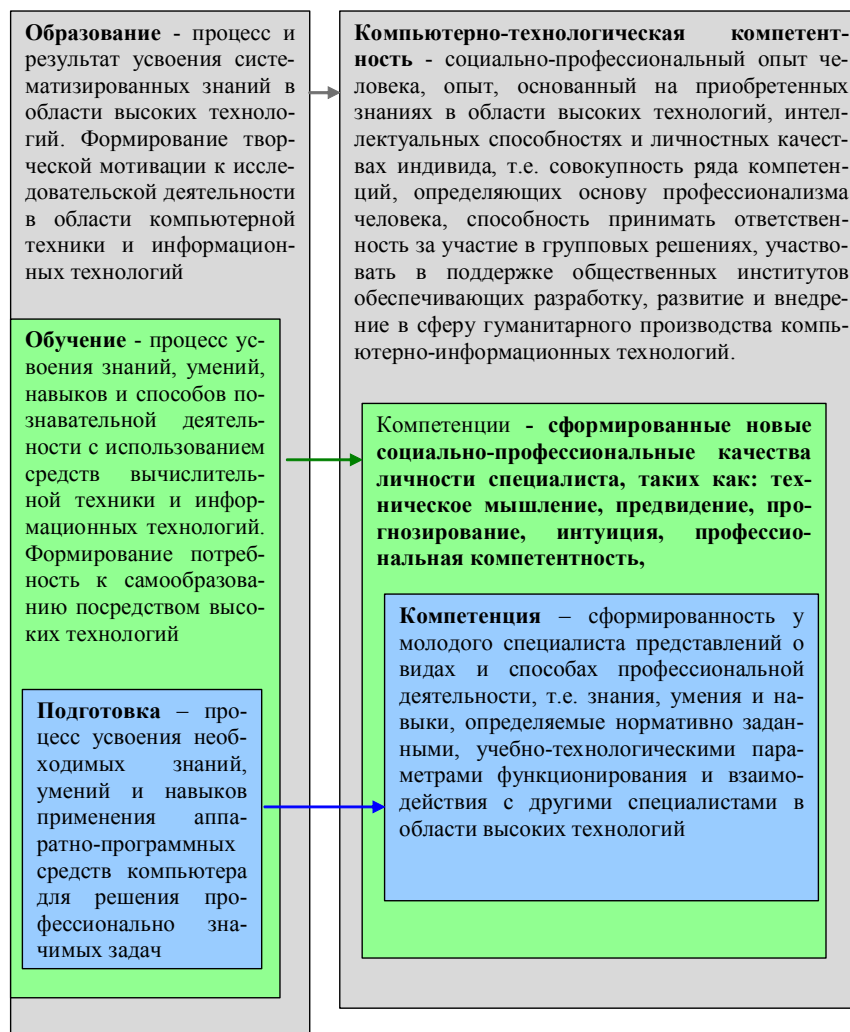 Образование - процесс и
результат усвоения сис-
ематизированных знаний в
области высоких техноло-
гий. Формирование твор-
ческой мотивации к иссле-
довательской деятельности
в области компьютерной
техники и информацион-
ных технологий
Обучение - процесс ус-
воения знаний, умений,
навыков и способов по-
знавательной деятель-
ности с использованием
средств вычислитель-
ной техники и инфор-
мационных технологий.
Формирование потреб-
ность к самообразова-
нию посредством высо-
ких технологий
Подготовка – про-
цесс усвоения необ-
ходимых знаний,
умений и навыков
применения аппа-
ратно-программных
средств компьютера
для решения про-
фессионально зна-
чимых задач
Компьютерно-технологическая компетент-
ность - социально-профессиональный опыт че-
ловека, опыт, основанный на приобретенных
знаниях в области высоких технологий, интел-
лектуальных способностях и личностных качест-
вах индивида, т.е. совокупность ряда компетен-
ций, определяющих основу профессионализма
человека, способность принимать ответствен-
ность за участие в групповых решениях, участво-
вать в поддержке общественных институтов
обеспечивающих разработку, развитие и внедре-
ние в сферу гуманитарного производства компь-
ютерно-информационных технологий.
Компетенции - сформированные новые
социально-профессиональные качества
личности специалиста, таких как: тех-
ническое мышление, предвидение, про-
гнозирование, интуиция, профессио-
нальная компетентность,
Компетенция – сформированность у
молодого специалиста представлений о
видах и способах профессиональной
деятельности, т.е. знания, умения и на-
выки, определяемые нормативно задан-
ными, учебно-технологическими пара-
метрами функционирования и взаимо-
действия с другими специалистами в
области высоких технологий